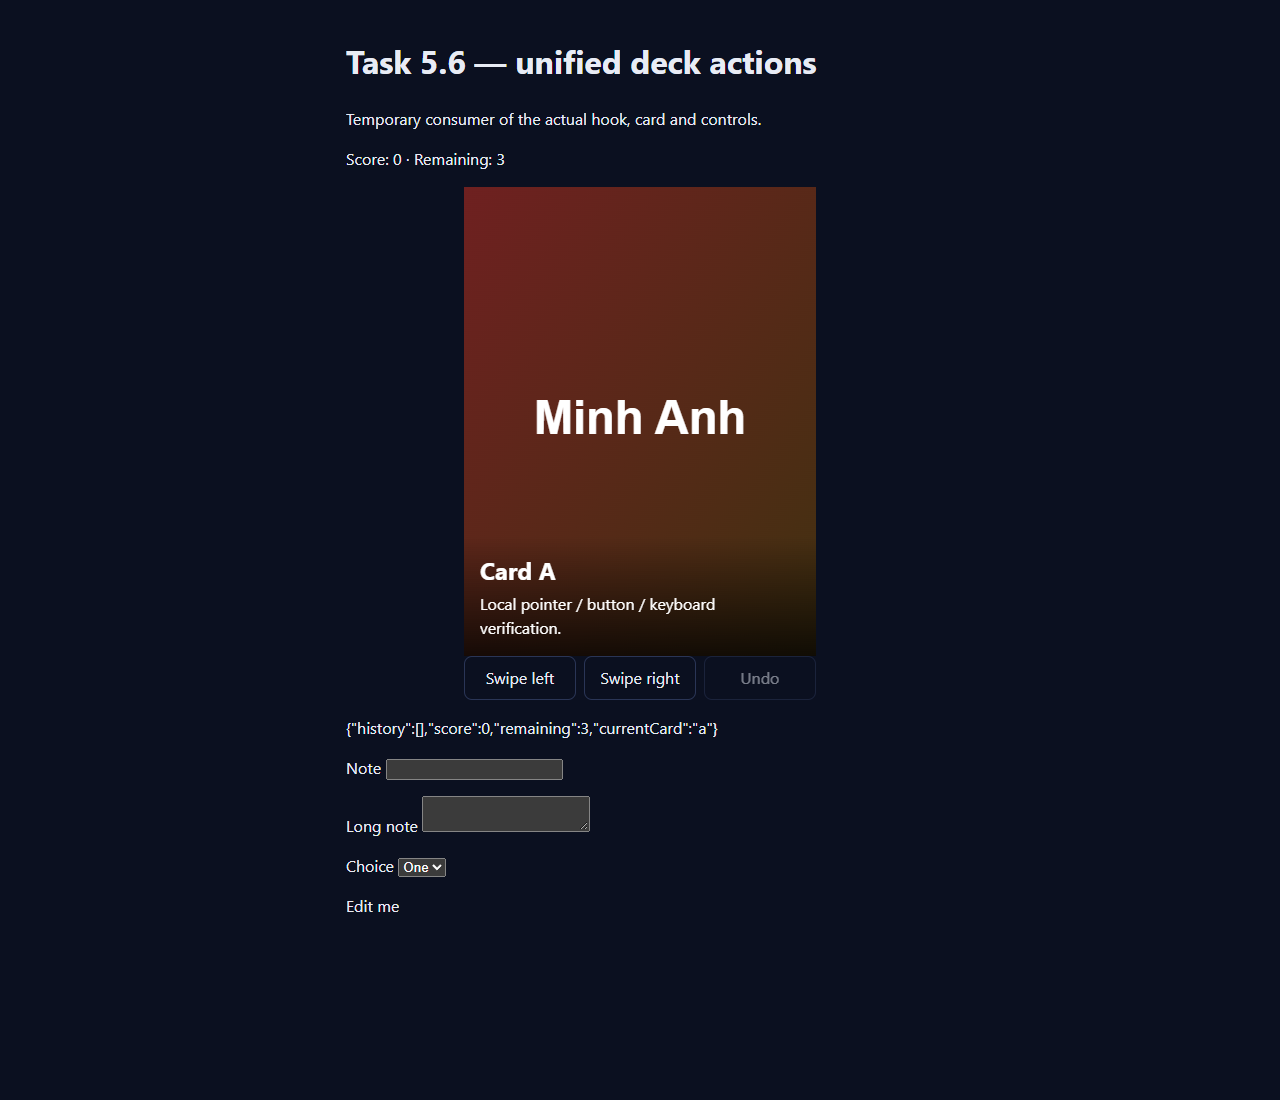 Task 5.6 — unified deck actions
Temporary consumer of the actual hook, card and controls.
Score: 0 · Remaining: 3
Minh Anh
Card A
Local pointer / button / keyboard
verification.
Swipe left
Swipe right
Undo
{"history":[],"score":0,"remaining":3,"currentCard":"a"}
Note
Long note
Choice One
Edit me